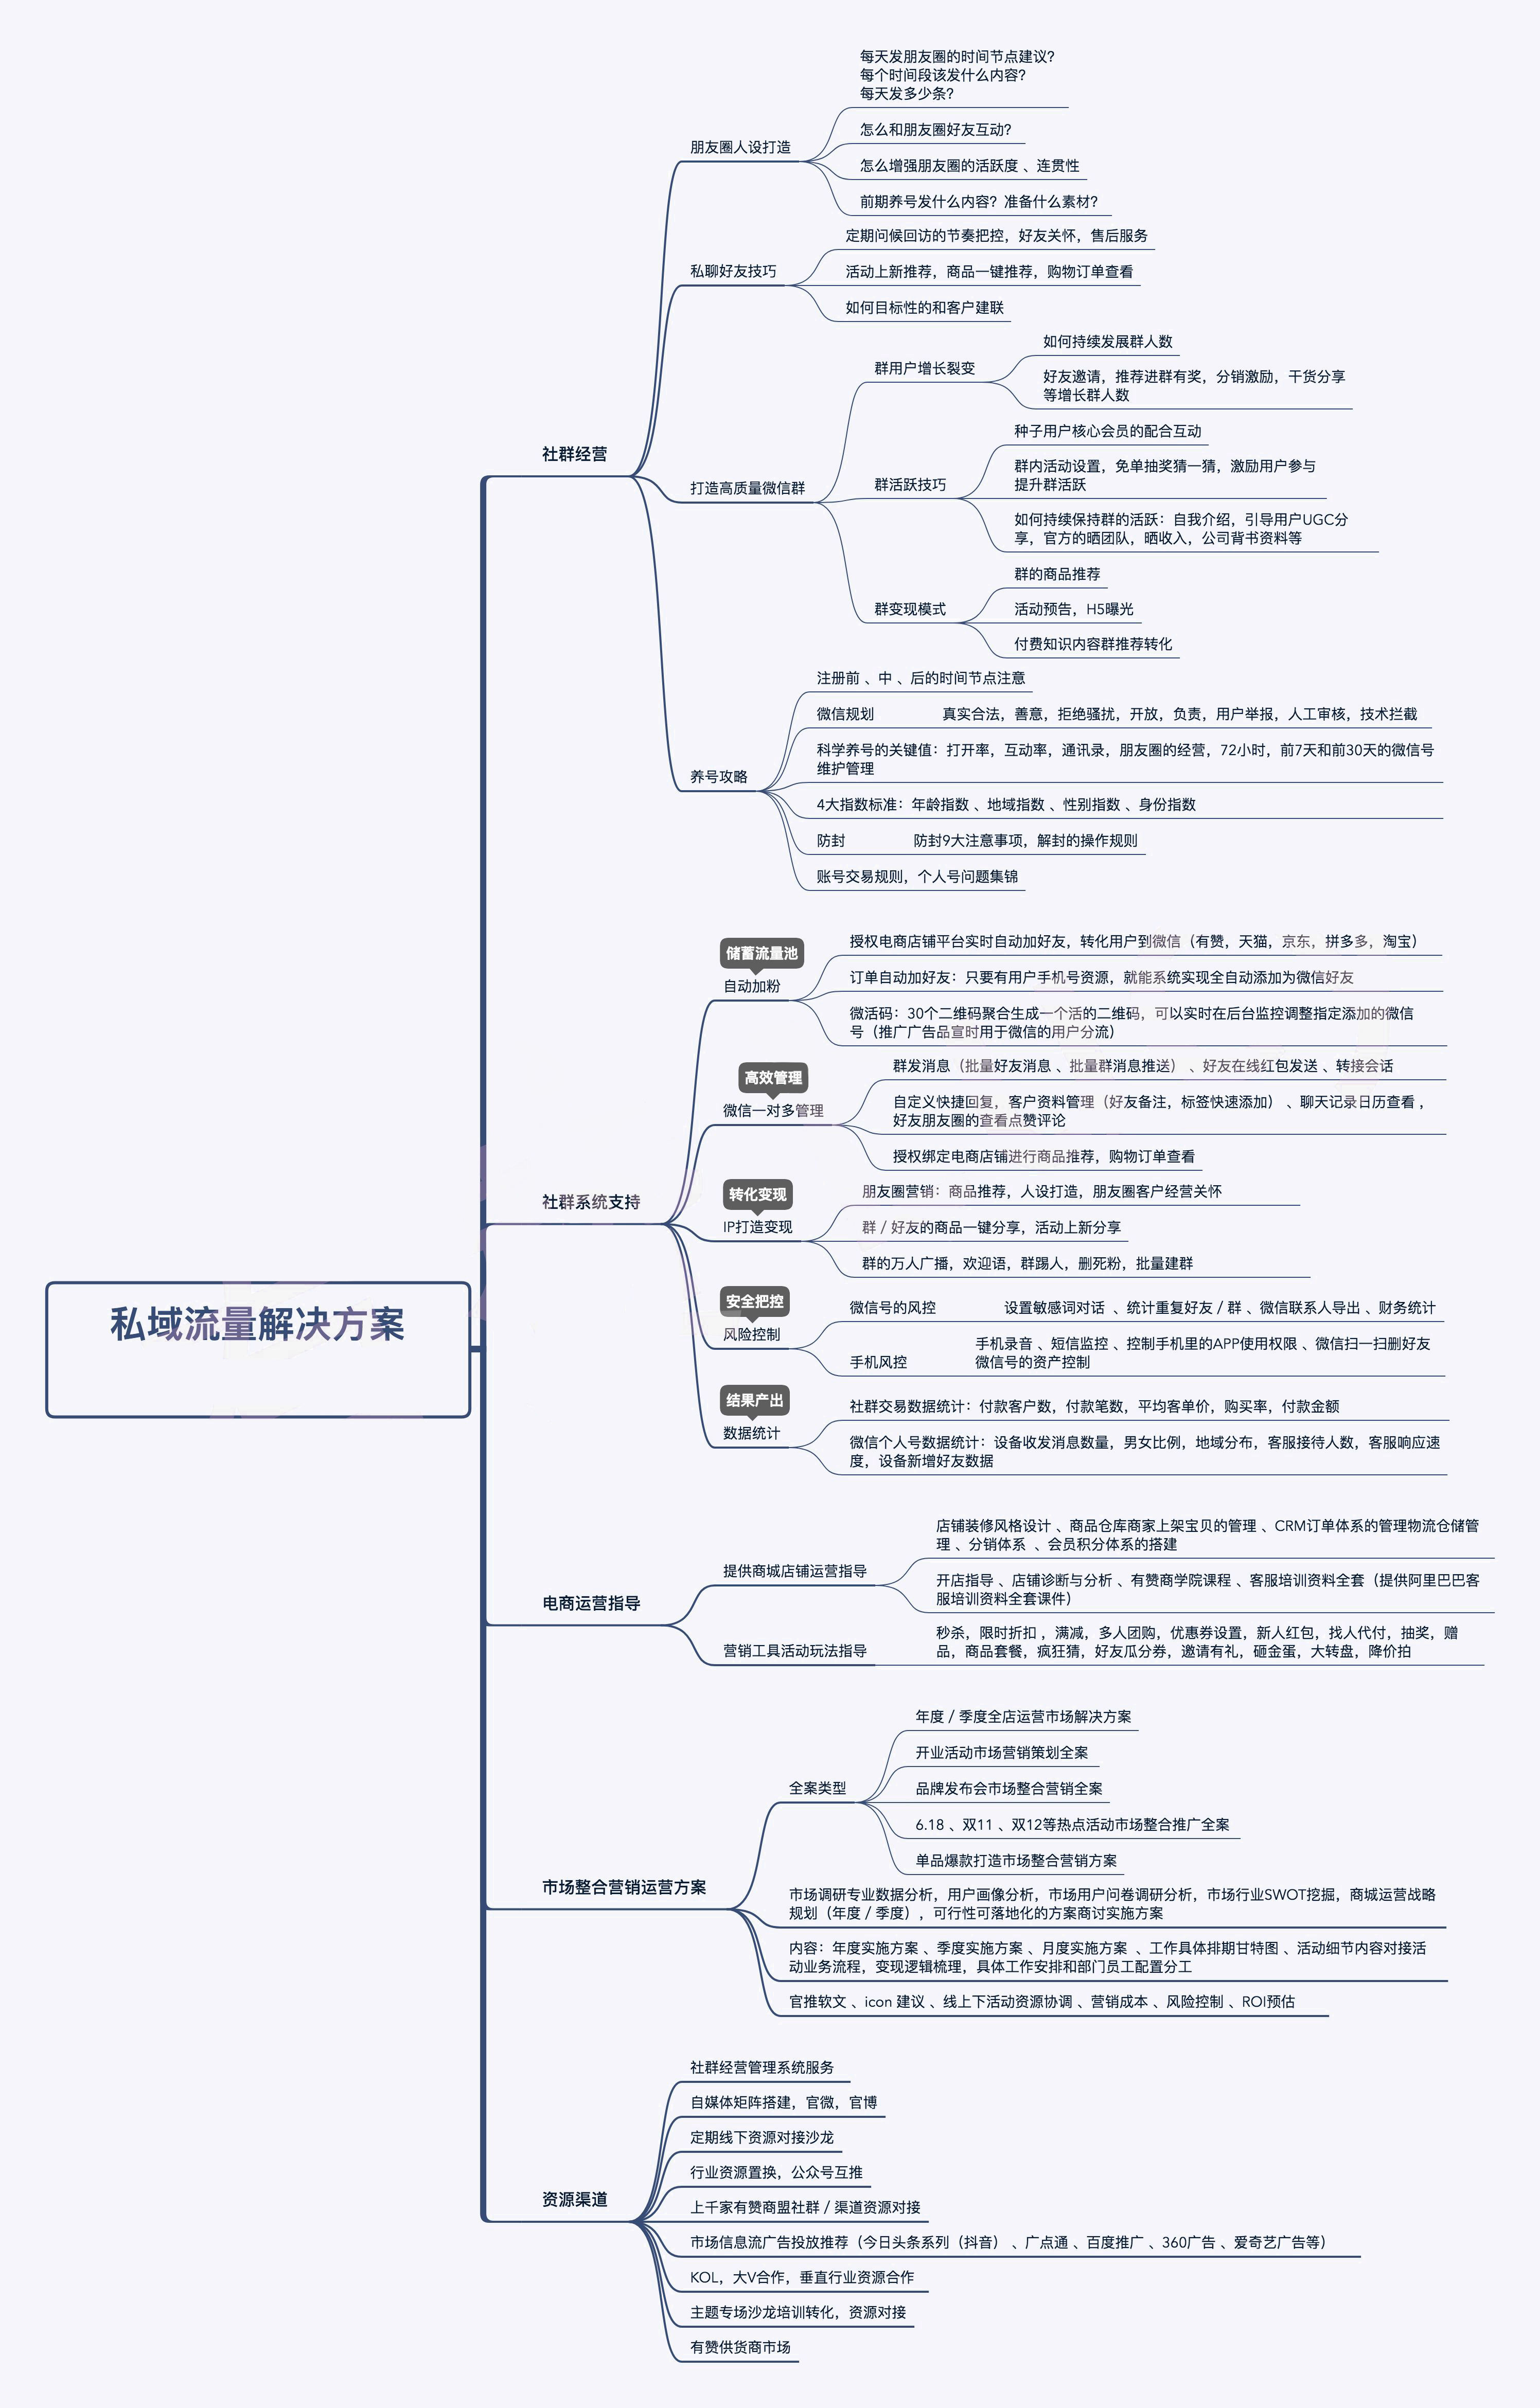 私域流量解决方案
社群经营
朋友圈人设打造
每天发朋友圈的时间节点建议？
每个时间段该发什么内容？
每天发多少条？
怎么和朋友圈好友互动？
怎么增强朋友圈的活跃度 、连贯性
前期养号发什么内容？准备什么素材？
私聊好友技巧
定期问候回访的节奏把控，好友关怀，售后服务
活动上新推荐，商品一键推荐，购物订单查看
如何目标性的和客户建联
打造高质量微信群
群用户增长裂变
如何持续发展群人数
好友邀请，推荐进群有奖，分销激励，干货分享
等增长群人数
群活跃技巧
种子用户核心会员的配合互动
群内活动设置，免单抽奖猜一猜，激励用户参与
提升群活跃
如何持续保持群的活跃：自我介绍，引导用户UGC分
享，官方的晒团队，晒收入，公司背书资料等
群变现模式
群的商品推荐
活动预告，H5曝光
付费知识内容群推荐转化
养号攻略
注册前 、中 、后的时间节点注意
微信规划 真实合法，善意，拒绝骚扰，开放，负责，用户举报，人工审核，技术拦截
科学养号的关键值：打开率，互动率，通讯录，朋友圈的经营，72小时，前7天和前30天的微信号
维护管理
4大指数标准：年龄指数 、地域指数 、性别指数 、身份指数
防封 防封9大注意事项，解封的操作规则
账号交易规则，个人号问题集锦
社群系统支持
储蓄流量池
自动加粉
授权电商店铺平台实时自动加好友，转化用户到微信（有赞，天猫，京东，拼多多，淘宝）
订单自动加好友：只要有用户手机号资源，就能系统实现全自动添加为微信好友
微活码：30个二维码聚合生成一个活的二维码，可以实时在后台监控调整指定添加的微信
号（推广广告品宣时用于微信的用户分流）
高效管理
微信一对多管理
群发消息（批量好友消息 、批量群消息推送） 、好友在线红包发送 、转接会话
自定义快捷回复，客户资料管理（好友备注，标签快速添加） 、聊天记录日历查看 ，
好友朋友圈的查看点赞评论
授权绑定电商店铺进行商品推荐，购物订单查看
转化变现
IP打造变现
朋友圈营销：商品推荐，人设打造，朋友圈客户经营关怀
群 / 好友的商品一键分享，活动上新分享
群的万人广播，欢迎语，群踢人，删死粉，批量建群
安全把控
风险控制
微信号的风控 设置敏感词对话 、统计重复好友 / 群 、微信联系人导出 、财务统计
手机风控
手机录音 、短信监控 、控制手机里的APP使用权限 、微信扫一扫删好友
微信号的资产控制
结果产出
数据统计
社群交易数据统计：付款客户数，付款笔数，平均客单价，购买率，付款金额
微信个人号数据统计：设备收发消息数量，男女比例，地域分布，客服接待人数，客服响应速
度，设备新增好友数据
电商运营指导
提供商城店铺运营指导
店铺装修风格设计 、商品仓库商家上架宝贝的管理 、CRM订单体系的管理物流仓储管
理 、分销体系 、会员积分体系的搭建
开店指导 、店铺诊断与分析 、有赞商学院课程 、客服培训资料全套（提供阿里巴巴客
服培训资料全套课件）
营销工具活动玩法指导
秒杀，限时折扣 ，满减，多人团购，优惠券设置，新人红包，找人代付，抽奖，赠
品，商品套餐，疯狂猜，好友瓜分券，邀请有礼，砸金蛋，大转盘，降价拍
市场整合营销运营方案
全案类型
年度 / 季度全店运营市场解决方案
开业活动市场营销策划全案
品牌发布会市场整合营销全案
6.18 、双11 、双12等热点活动市场整合推广全案
单品爆款打造市场整合营销方案
市场调研专业数据分析，用户画像分析，市场用户问卷调研分析，市场行业SWOT挖掘，商城运营战略
规划（年度 / 季度），可行性可落地化的方案商讨实施方案
内容：年度实施方案 、季度实施方案 、月度实施方案 、工作具体排期甘特图 、活动细节内容对接活
动业务流程，变现逻辑梳理，具体工作安排和部门员工配置分工
官推软文 、icon 建议 、线上下活动资源协调 、营销成本 、风险控制 、ROI预估
资源渠道
社群经营管理系统服务
自媒体矩阵搭建，官微，官博
定期线下资源对接沙龙
行业资源置换，公众号互推
上千家有赞商盟社群 / 渠道资源对接
市场信息流广告投放推荐（今日头条系列（抖音） 、广点通 、百度推广 、360广告 、爱奇艺广告等）
KOL，大V合作，垂直行业资源合作
主题专场沙龙培训转化，资源对接
有赞供货商市场